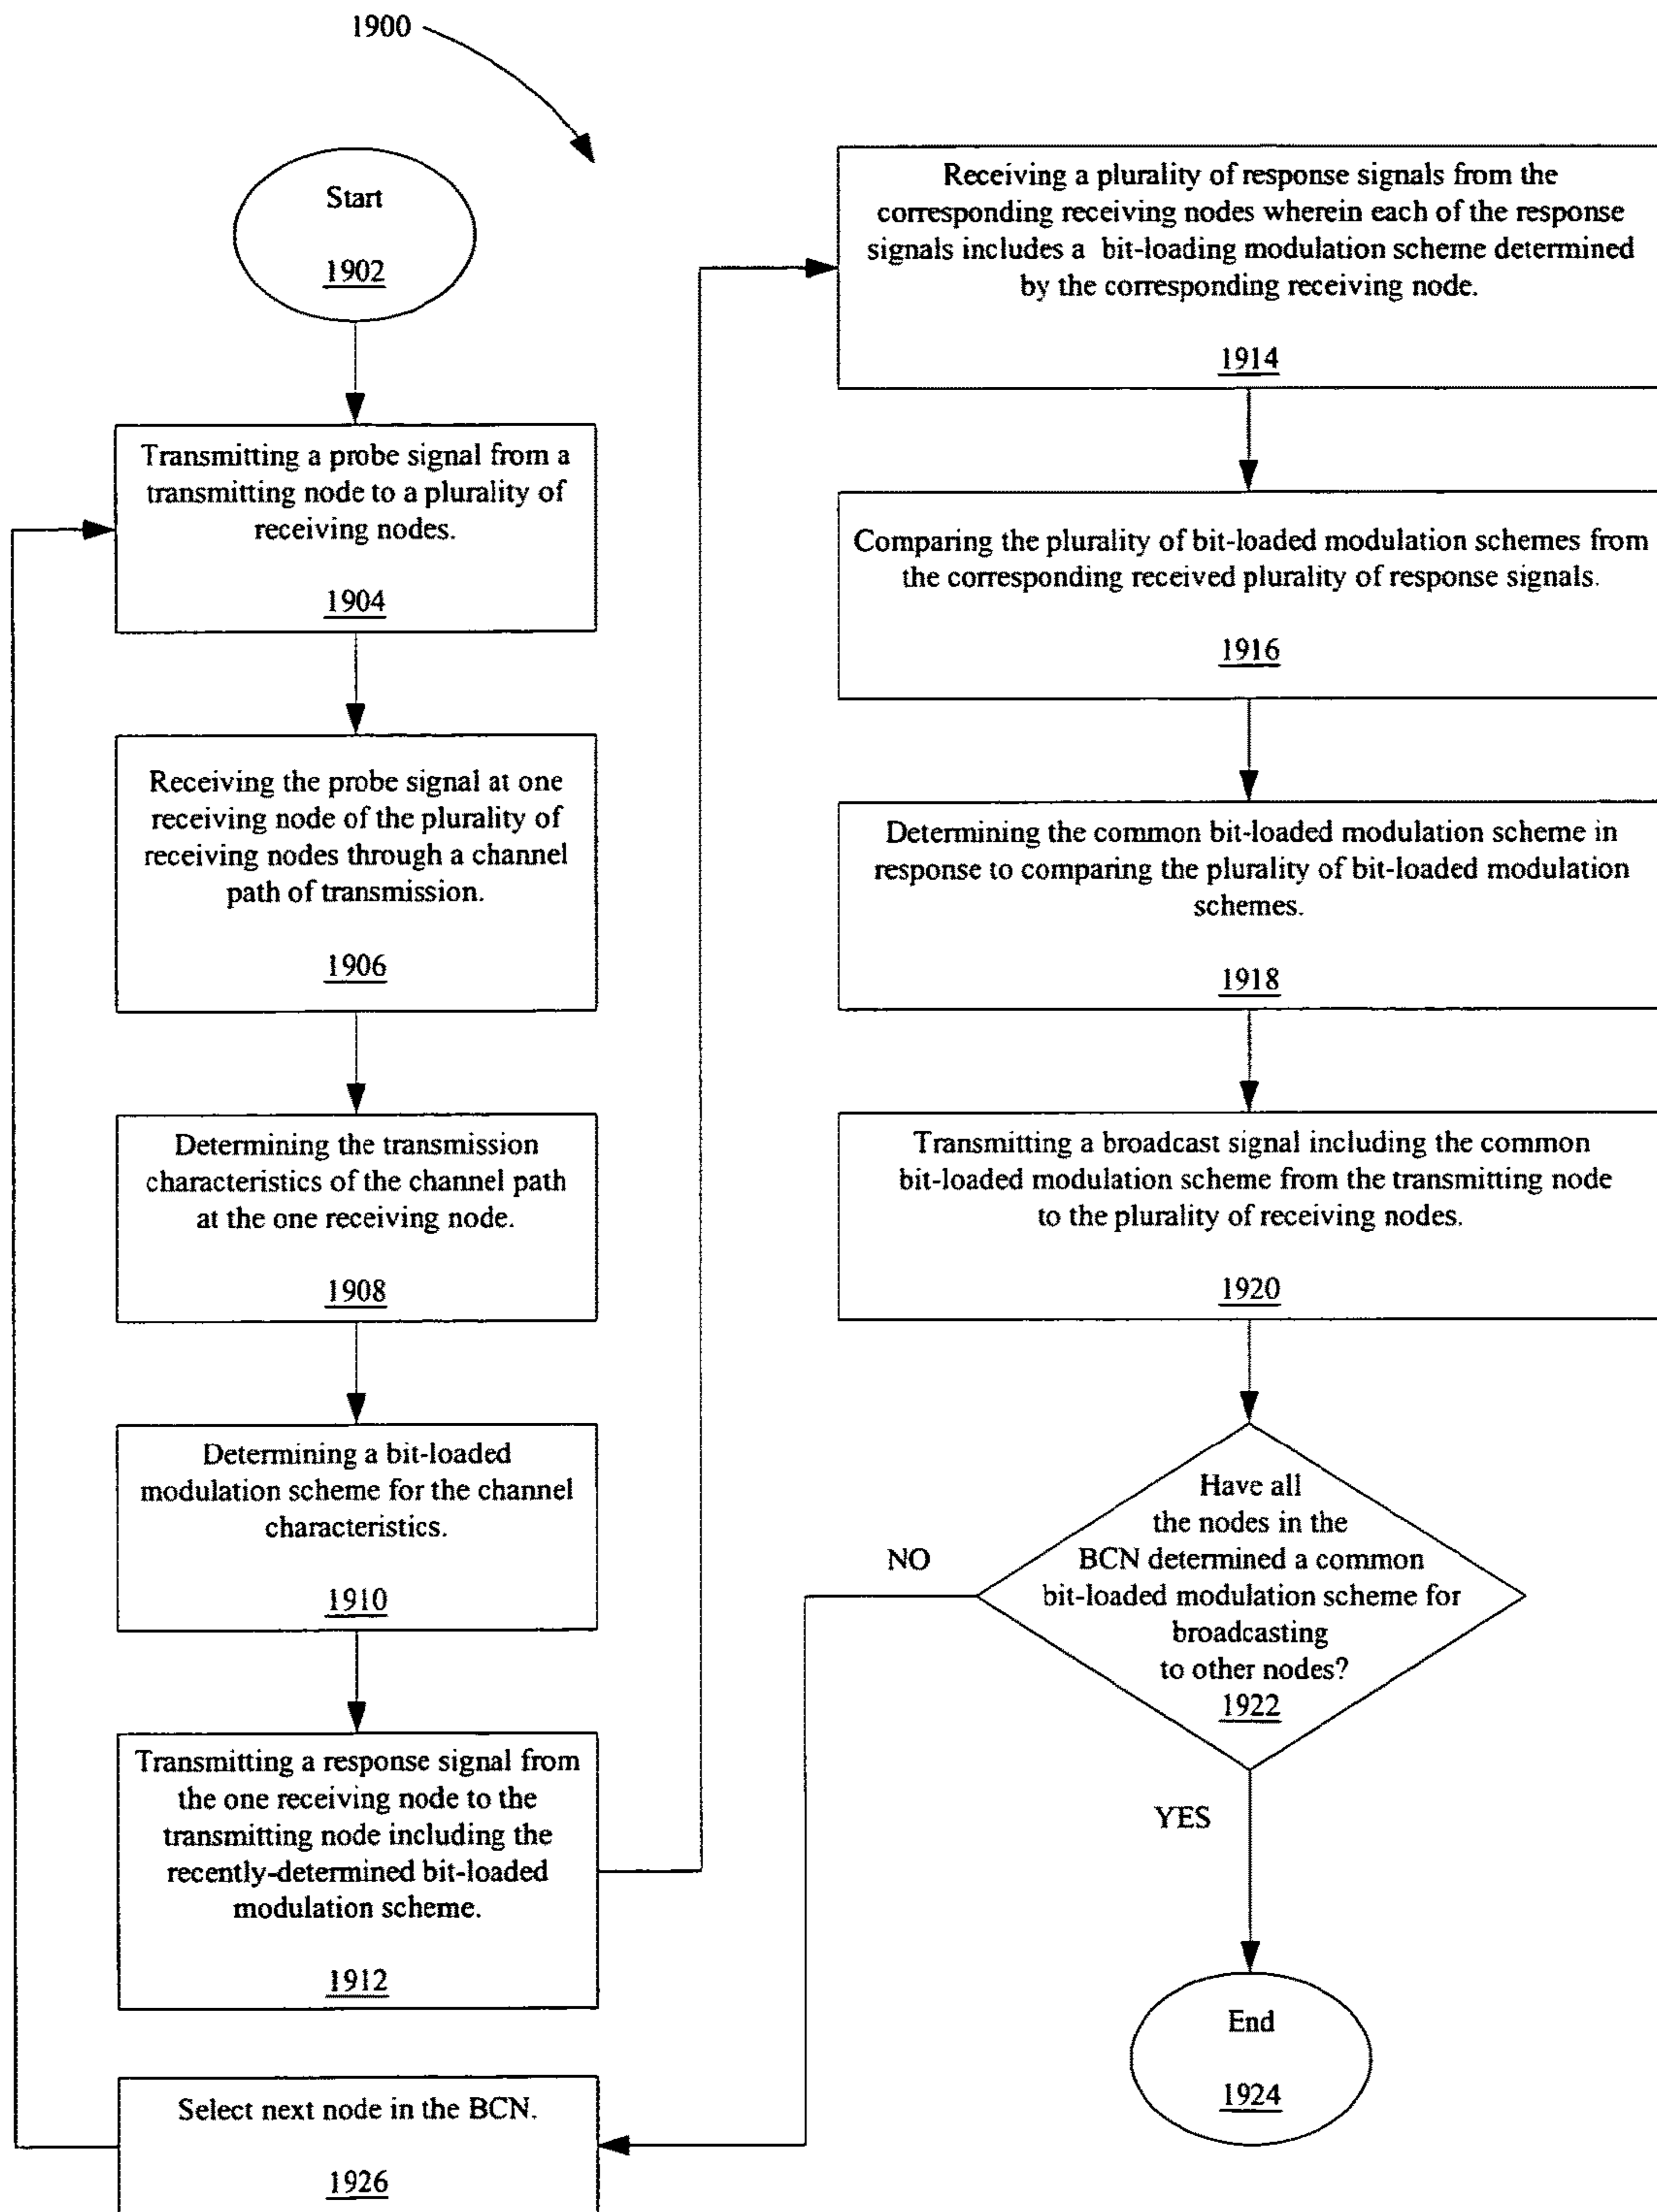 1900
Start
1902
Transmitting a probe signal from a
transmitting node to a plurality of
receiving nodes.
1904
Receiving the probe signal at one
receiving node of the plurality of
receiving nodes through a channel
path of transmission.
1906
Determining the transmission
characteristics of the channel path
at the one receiving node.
1908
Determining a bit-loaded
modulation scheme for the channel
characteristics.
1910
Transmitting a response signal from
the one receiving node to the
transmitting node including the
recently-determined bit-loaded
modulation scheme.
1912
Receiving a plurality of response signals from the
corresponding receiving nodes wherein each of the response
signals includes a bit-loading modulation scheme determined
by the corresponding receiving node.
1914
Comparing the plurality of bit-loaded modulation schemes from
the corresponding received plurality of response signals.
1916
Determining the common bit-loaded modulation scheme in
response to comparing the plurality of bit-loaded modulation
schemes.
1918
Transmitting a broadcast signal including the common
bit-loaded modulation scheme from the transmitting node
to the plurality of receiving nodes.
1920
Have all
the nodes in the
BCN determined a common
bit-loaded modulation scheme for
broadcasting
to other nodes?
1922
NO
YES
End
1924
Select next node in the BCN.
1926